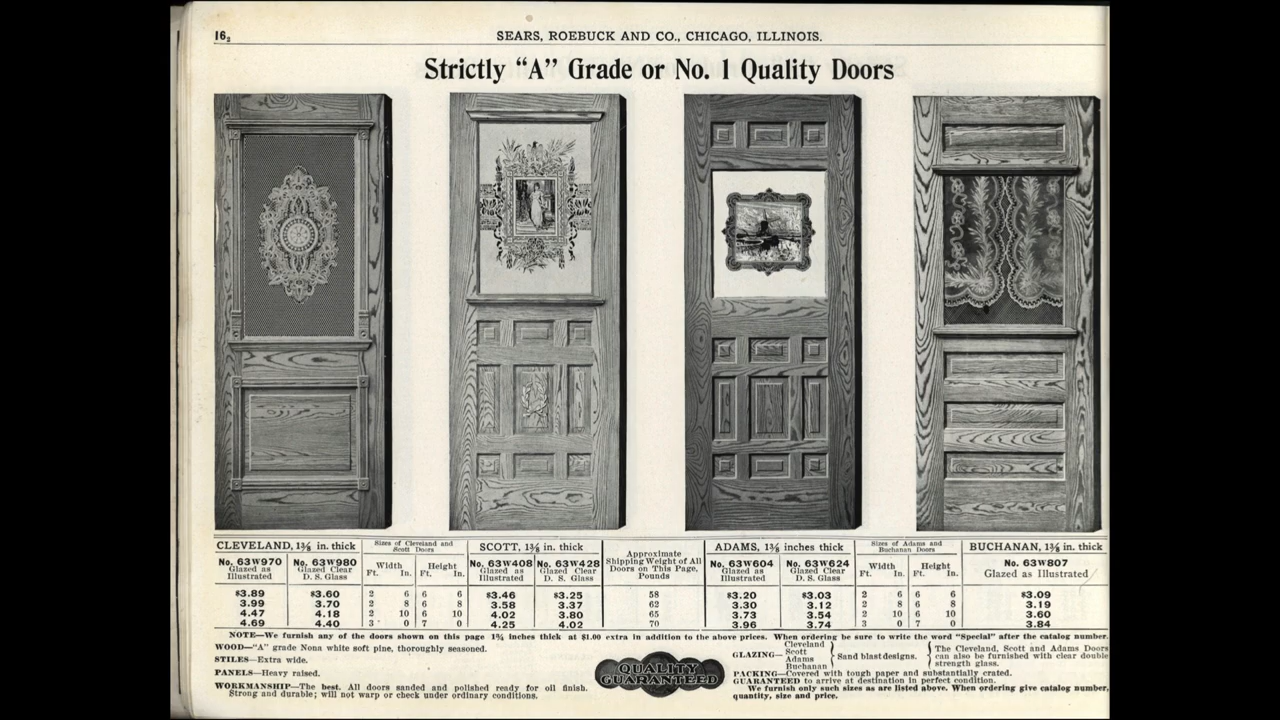 16₂
SEARS, ROEBUCK AND CO., CHICAGO, ILLINOIS.
Strictly "A" Grade or No. 1 Quality Doors
CLEVELAND, 1⅜ in. thick
No. 63W970 No. 63W980
Glazed as Illustrated Glazed Clear D. S. Glass
$3.89 $3.60
3.99 3.70
4.47 4.18
4.69 4.40
Sizes of Cleveland and Scott Doors
Width Height
Ft. In. Ft. In.
2 6 6 6
2 8 6 8
2 10 6 10
3 0 7 0
SCOTT, 1⅜ in. thick
No. 63W408 No. 63W428
Glazed as Illustrated Glazed Clear D. S. Glass
$3.46 $3.25
3.58 3.37
4.02 3.80
4.25 4.02
Approximate
Shipping Weight of All
Doors on This Page,
Pounds
58
62
65
70
ADAMS, 1⅜ inches thick
No. 63W604 No. 63W624
Glazed as Illustrated Glazed Clear D. S. Glass
$3.20 $3.03
3.30 3.12
3.73 3.54
3.96 3.74
Sizes of Adams and Buchanan Doors
Width Height
Ft. In. Ft. In.
2 6 6 6
2 8 6 8
2 10 6 10
3 0 7 0
BUCHANAN, 1⅜ in. thick
No. 63W807
Glazed as Illustrated
$3.09
3.19
3.60
3.84
NOTE—We furnish any of the doors shown on this page 1¾ inches thick at $1.00 extra in addition to the above prices. When ordering be sure to write the word "Special" after the catalog number.
WOOD—"A" grade Nona white soft pine, thoroughly seasoned.
STILES—Extra wide.
PANELS—Heavy raised.
WORKMANSHIP—The best. All doors sanded and polished ready for oil finish.
Strong and durable; will not warp or check under ordinary conditions.
QUALITY
GUARANTEED
GLAZING—
Cleveland
Scott
Adams
Buchanan
Sand blast designs.
The Cleveland, Scott and Adams Doors
can also be furnished with clear double
strength glass.
PACKING—Covered with tough paper and substantially crated.
GUARANTEED to arrive at destination in perfect condition.
We furnish only such sizes as are listed above. When ordering give catalog number,
quantity, size and price.